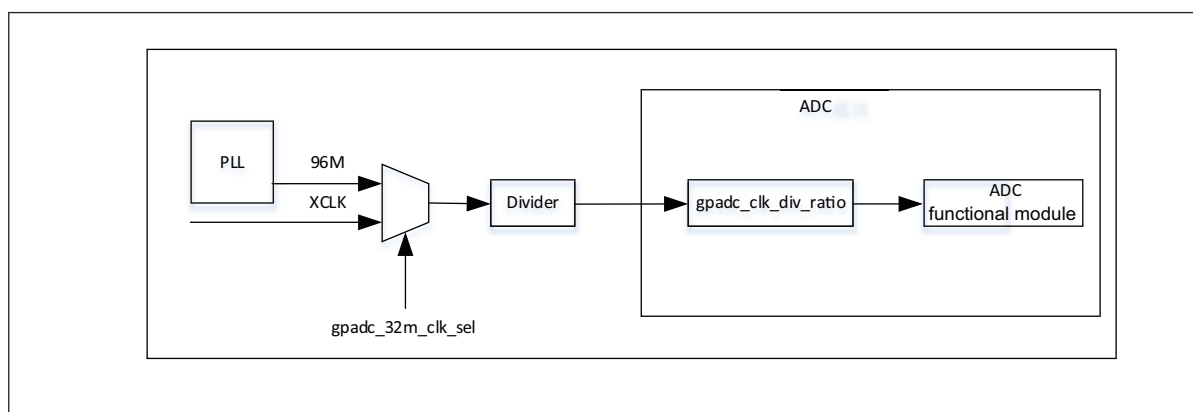 ADC
PLL
96M
XCLK
Divider
gpadc_clk_div_ratio
ADC
functional module
gpadc_32m_clk_sel